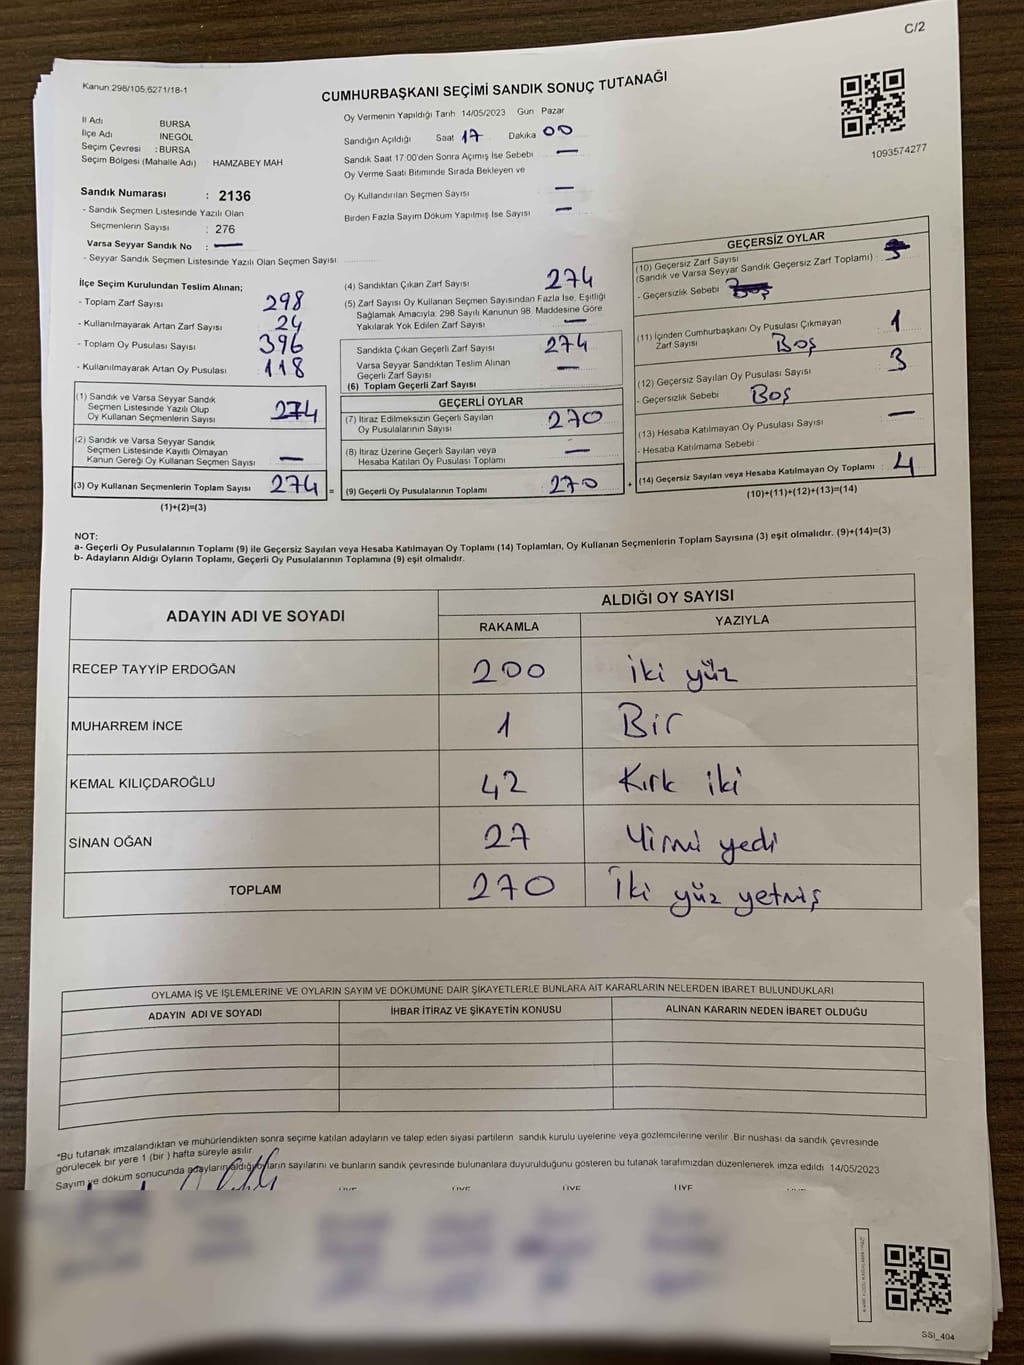 C/2
Kanun 298/105,6271/18-1
CUMHURBAŞKANI SEÇİMİ SANDIK SONUÇ TUTANAĞI
1093574277
İl Adı BURSA
İlçe Adı İNEGÖL
Seçim Çevresi : BURSA
Seçim Bölgesi (Mahalle Adı) HAMZABEY MAH
Sandık Numarası : 2136
- Sandık Seçmen Listesinde Yazılı Olan
Seçmenlerin Sayısı : 276
Varsa Seyyar Sandık No : —
- Seyyar Sandık Seçmen Listesinde Yazılı Olan Seçmen Sayısı
Oy Vermenin Yapıldığı Tarih 14/05/2023 Gün Pazar
Sandığın Açıldığı Saat 17 Dakika 00
Sandık Saat 17:00'den Sonra Açımış İse Sebebi —
Oy Verme Saati Bitiminde Sırada Bekleyen ve
Oy Kullandırılan Seçmen Sayısı —
Birden Fazla Sayım Döküm Yapılmış İse Sayısı —
İlçe Seçim Kurulundan Teslim Alınan;
- Toplam Zarf Sayısı 298
- Kullanılmayarak Artan Zarf Sayısı 24
- Toplam Oy Pusulası Sayısı 396
- Kullanılmayarak Artan Oy Pusulası 118
(1) Sandık ve Varsa Seyyar Sandık
Seçmen Listesinde Yazılı Olup
Oy Kullanan Seçmenlerin Sayısı 274
(2) Sandık ve Varsa Seyyar Sandık
Seçmen Listesinde Kayıtlı Olmayan
Kanun Gereği Oy Kullanan Seçmen Sayısı —
(3) Oy Kullanan Seçmenlerin Toplam Sayısı 274 =
(1)+(2)=(3)
(4) Sandıktan Çıkan Zarf Sayısı 274
(5) Zarf Sayısı Oy Kullanan Seçmen Sayısından Fazla İse, Eşitliği
Sağlamak Amacıyla, 298 Sayılı Kanunun 98. Maddesine Göre
Yakılarak Yok Edilen Zarf Sayısı —
Sandıkta Çıkan Geçerli Zarf Sayısı 274
Varsa Seyyar Sandıktan Teslim Alınan
Geçerli Zarf Sayısı —
(6) Toplam Geçerli Zarf Sayısı
GEÇERLİ OYLAR
(7) İtiraz Edilmeksizin Geçerli Sayılan
Oy Pusulalarının Sayısı 270
(8) İtiraz Üzerine Geçerli Sayılan veya
Hesaba Katılan Oy Pusulası Toplamı —
(9) Geçerli Oy Pusulalarının Toplamı 270 +
GEÇERSİZ OYLAR
(10) Geçersiz Zarf Sayısı
(Sandık ve Varsa Seyyar Sandık Geçersiz Zarf Toplamı) :
- Geçersizlik Sebebi
(11) İçinden Cumhurbaşkanı Oy Pusulası Çıkmayan
Zarf Sayısı Boş 1
(12) Geçersiz Sayılan Oy Pusulası Sayısı 3
- Geçersizlik Sebebi Boş
(13) Hesaba Katılmayan Oy Pusulası Sayısı —
- Hesaba Katılmama Sebebi :
(14) Geçersiz Sayılan veya Hesaba Katılmayan Oy Toplamı : 4
(10)+(11)+(12)+(13)=(14)
NOT:
a- Geçerli Oy Pusulalarının Toplamı (9) ile Geçersiz Sayılan veya Hesaba Katılmayan Oy Toplamı (14) Toplamları, Oy Kullanan Seçmenlerin Toplam Sayısına (3) eşit olmalıdır. (9)+(14)=(3)
b- Adayların Aldığı Oyların Toplamı, Geçerli Oy Pusulalarının Toplamına (9) eşit olmalıdır.
ADAYIN ADI VE SOYADI ALDIĞI OY SAYISI
RAKAMLA YAZIYLA
RECEP TAYYİP ERDOĞAN 200 İki yüz
MUHARREM İNCE 1 Bir
KEMAL KILIÇDAROĞLU 42 Kırk iki
SİNAN OĞAN 27 Yirmi yedi
TOPLAM 270 İki yüz yetmiş
OYLAMA İŞ VE İŞLEMLERİNE VE OYLARIN SAYIM VE DÖKÜMÜNE DAİR ŞİKAYETLERLE BUNLARA AİT KARARLARIN NELERDEN İBARET BULUNDUKLARI
ADAYIN ADI VE SOYADI İHBAR İTİRAZ VE ŞİKAYETİN KONUSU ALINAN KARARIN NEDEN İBARET OLDUĞU
*Bu tutanak imzalandıktan ve mühürlendikten sonra seçime katılan adayların ve talep eden siyasi partilerin sandık kurulu üyelerine veya gözlemcilerine verilir. Bir nüshası da sandık çevresinde
görülecek bir yere 1 (bir ) hafta süreyle asılır.
Sayım ve döküm sonucunda adayların aldığı oyların sayılarını ve bunların sandık çevresinde bulunanlara duyurulduğunu gösteren bu tutanak tarafımızdan düzenlenerek imza edildi 14/05/2023
ÜYE ÜYE ÜYE ÜYE
SSI_404